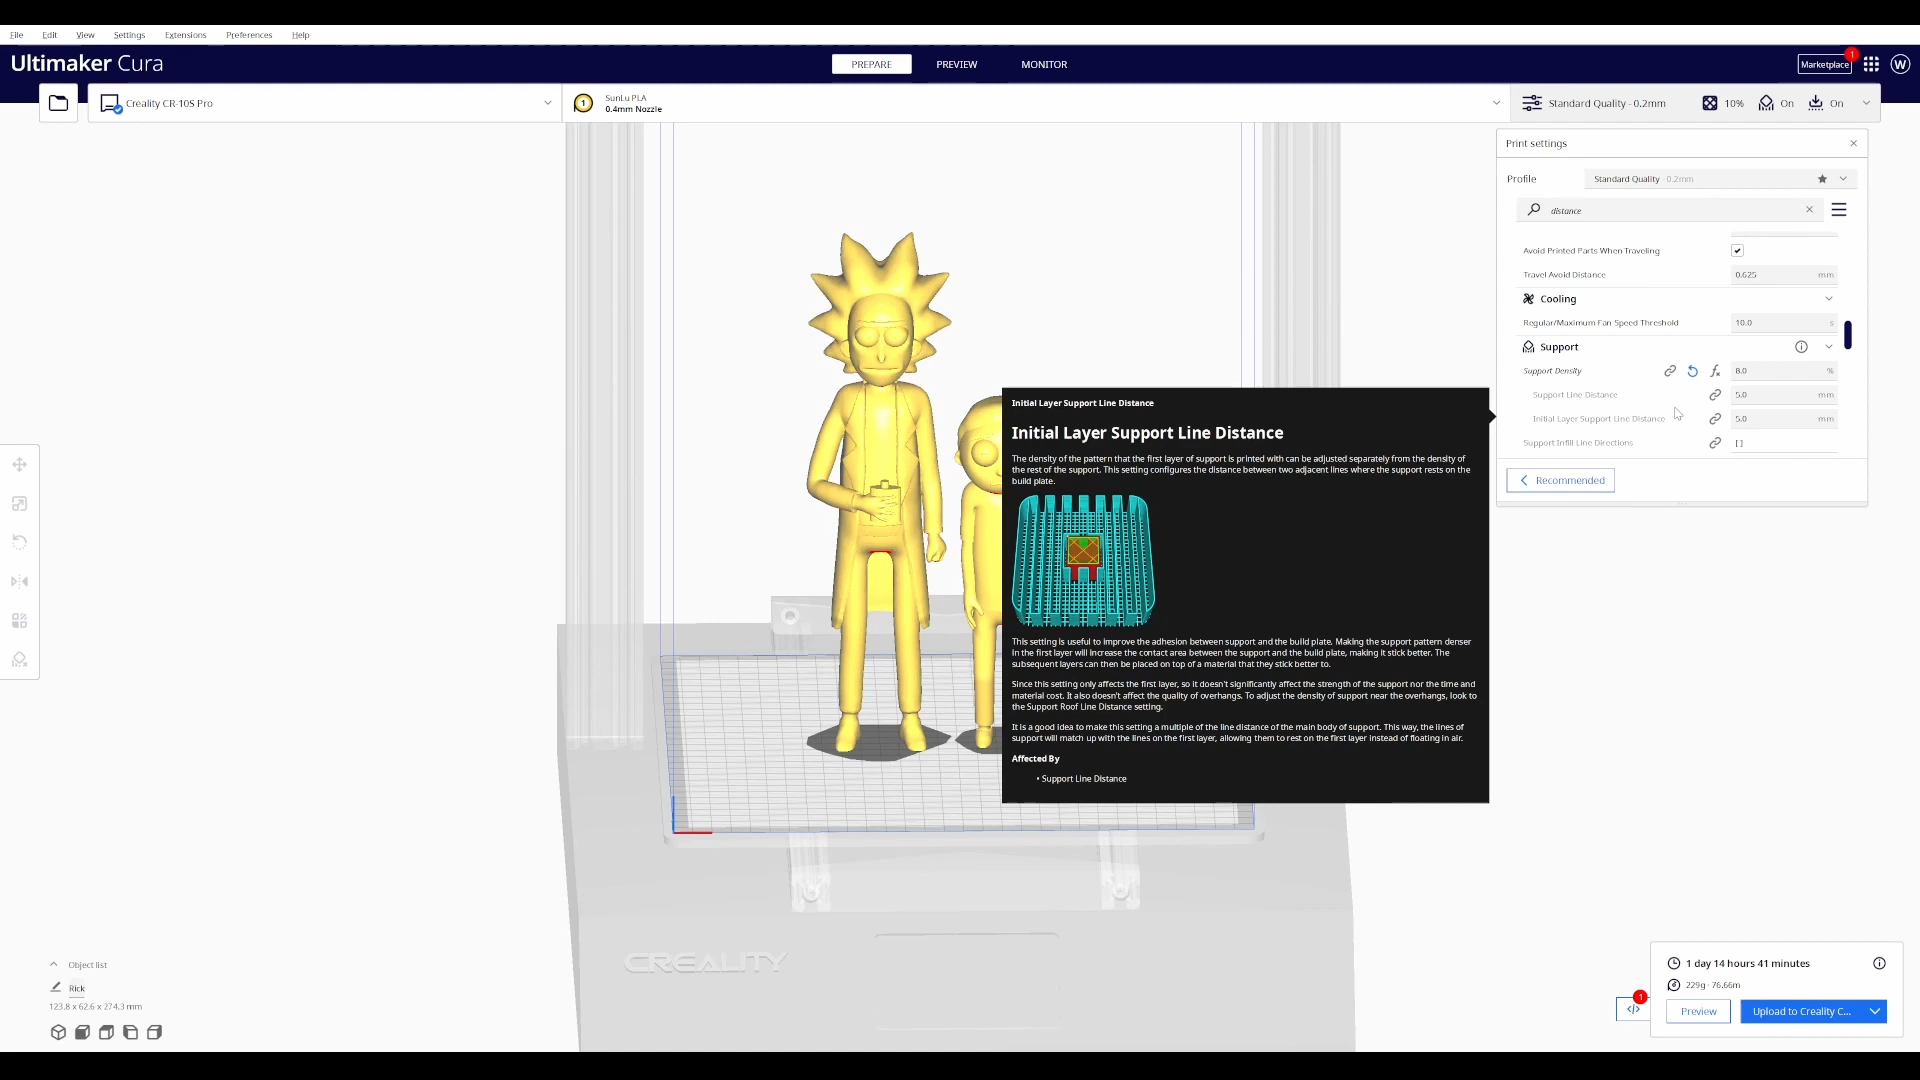 File Edit View Settings Extensions Preferences Help
Ultimaker Cura
PREPARE PREVIEW MONITOR
Marketplace 1 W
Creality CR-10S Pro
1 SunLu PLA
0.4mm Nozzle
Standard Quality - 0.2mm 10% On On
Print settings
Profile Standard Quality - 0.2mm
distance
Avoid Printed Parts When Traveling
Travel Avoid Distance 0.625 mm
Cooling
Regular/Maximum Fan Speed Threshold 10.0 s
Support
Support Density 8.0 %
Support Line Distance 5.0 mm
Initial Layer Support Line Distance 5.0 mm
Support Infill Line Directions [ ]
Recommended
Initial Layer Support Line Distance
Initial Layer Support Line Distance
The density of the pattern that the first layer of support is printed with can be adjusted separately from the density of
the rest of the support. This setting configures the distance between two adjacent lines where the support rests on the
build plate.
This setting is useful to improve the adhesion between support and the build plate. Making the support pattern denser
in the first layer will increase the contact area between the support and the build plate, making it stick better. The
subsequent layers can then be placed on top of a material that they stick better to.
Since this setting only affects the first layer, so it doesn't significantly affect the strength of the support nor the time and
material cost. It also doesn't affect the quality of overhangs. To adjust the density of support near the overhangs, look to
the Support Roof Line Distance setting.
It is a good idea to make this setting a multiple of the line distance of the main body of support. This way, the lines of
support will match up with the lines on the first layer, allowing them to rest on the first layer instead of floating in air.
Affected By
• Support Line Distance
CREALITY
Object list
Rick
123.8 x 62.6 x 274.3 mm
1 day 14 hours 41 minutes
229g · 76.66m
1
Preview Upload to Creality C...